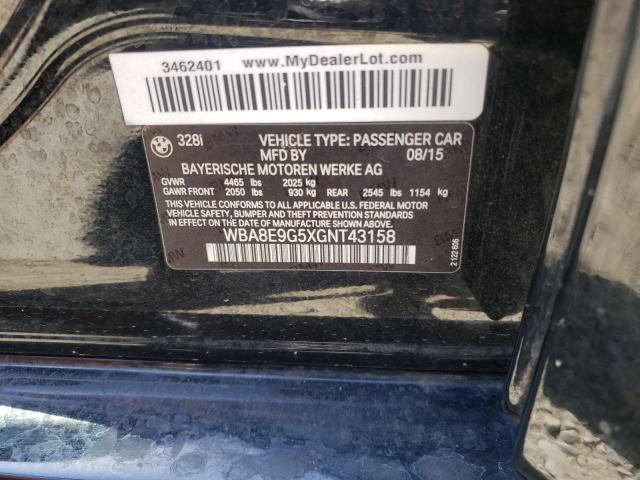 3462401 www.MyDealerLot.com
BMW 328i VEHICLE TYPE: PASSENGER CAR
MFD BY 08/15
BAYERISCHE MOTOREN WERKE AG
GVWR 4465 lbs 2025 kg
GAWR FRONT 2050 lbs 930 kg REAR 2545 lbs 1154 kg
THIS VEHICLE CONFORMS TO ALL APPLICABLE U.S. FEDERAL MOTOR
VEHICLE SAFETY, BUMPER, AND THEFT PREVENTION STANDARDS IN
EFFECT ON THE DATE OF MANUFACTURE SHOWN ABOVE.
WBA8E9G5XGNT43158
2 122 606